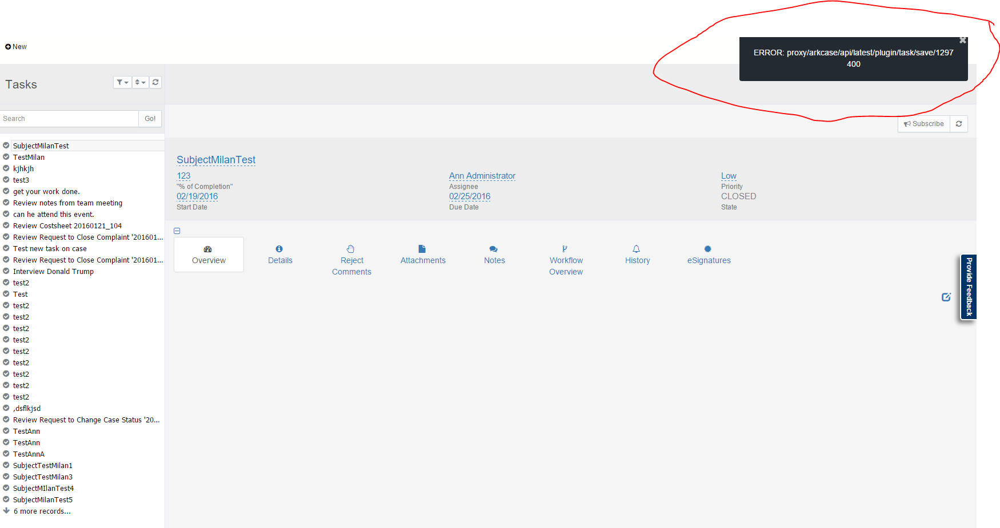 New
ERROR: proxy/arkcase/api/latest/plugin/task/save/1297
400
Tasks
Search
Go!
Subscribe
SubjectMilanTest
TestMilan
kjhkjh
test3
get your work done.
Review notes from team meeting
can he attend this event.
Review Costsheet 20160121_104
Review Request to Close Complaint '201601...
Test new task on case
Review Request to Close Complaint '201601...
Interview Donald Trump
test2
Test
test2
test2
test2
test2
test2
test2
test2
test2
test2
,dsflkjsd
Review Request to Change Case Status '20...
TestAnn
TestAnn
TestAnnA
SubjectTestMilan1
SubjectTestMilan3
SubjectMIlanTest4
SubjectMilanTest5
6 more records...
SubjectMilanTest
123
"% of Completion"
02/19/2016
Start Date
Ann Administrator
Assignee
02/25/2016
Due Date
Low
Priority
CLOSED
State
Overview
Details
Reject
Comments
Attachments
Notes
Workflow
Overview
History
eSignatures
Provide Feedback